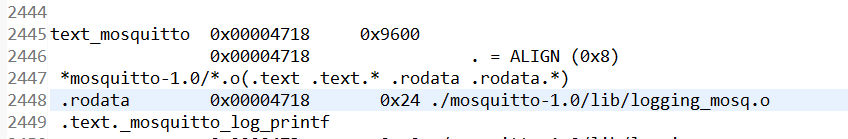 2444
2445 text_mosquitto 0x00004718 0x9600
2446 0x00004718 . = ALIGN (0x8)
2447 *mosquitto-1.0/*.o(.text .text.* .rodata .rodata.*)
2448 .rodata 0x00004718 0x24 ./mosquitto-1.0/lib/logging_mosq.o
2449 .text._mosquitto_log_printf